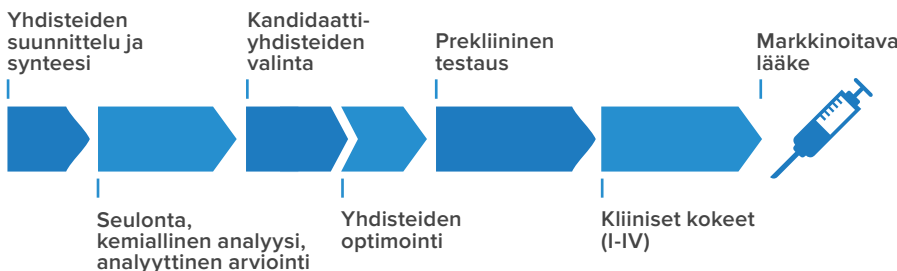 Yhdisteiden
suunnittelu ja
synteesi
Seulonta,
kemiallinen analyysi,
analyyttinen arviointi
Kandidaatti-
yhdisteiden
valinta
Yhdisteiden
optimointi
Prekliininen
testaus
Kliiniset kokeet
(I-IV)
Markkinoitava
lääke